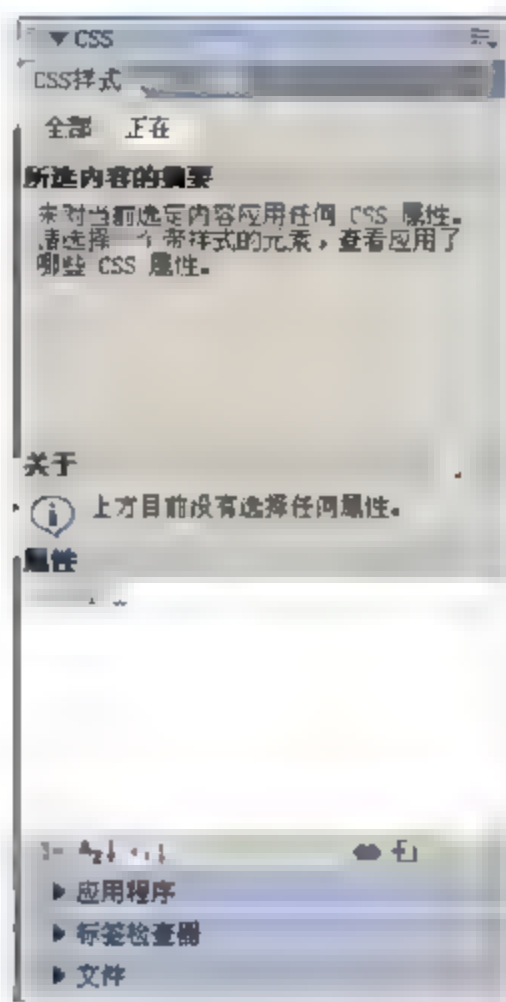 CSS
CSS样式
全部 正在
所选内容的摘要
未对当前选定内容应用任何 CSS 属性。
请选择一个带样式的元素,查看应用了
哪些 CSS 属性。
关于
上方目前没有选择任何属性。
属性
应用程序
标签检查器
文件